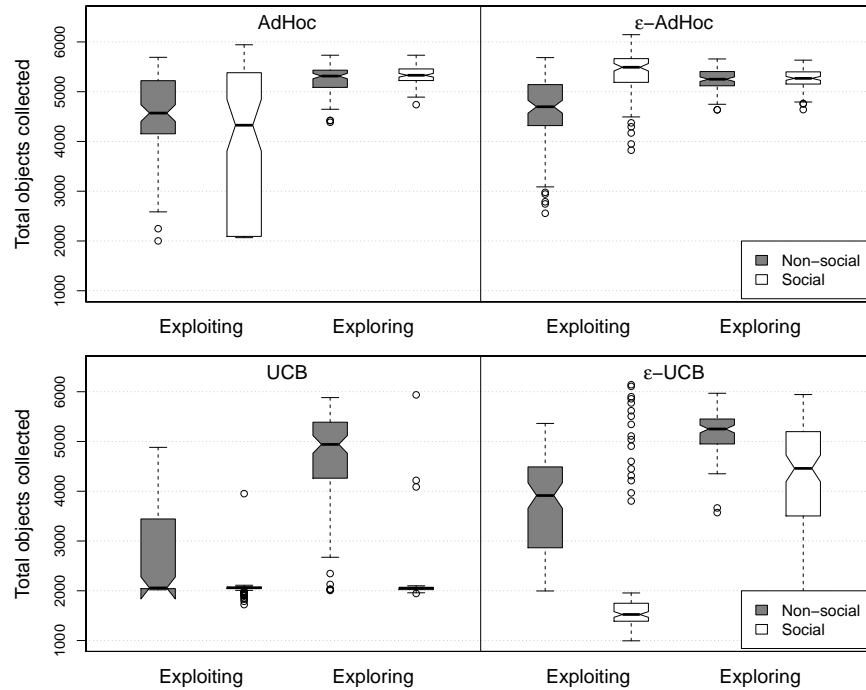 AdHoc
ε−AdHoc
Total objects collected
6000
5000
4000
3000
2000
1000
Non−social
Social
Exploiting
Exploring
Exploiting
Exploring
UCB
ε−UCB
Total objects collected
6000
5000
4000
3000
2000
1000
Non−social
Social
Exploiting
Exploring
Exploiting
Exploring